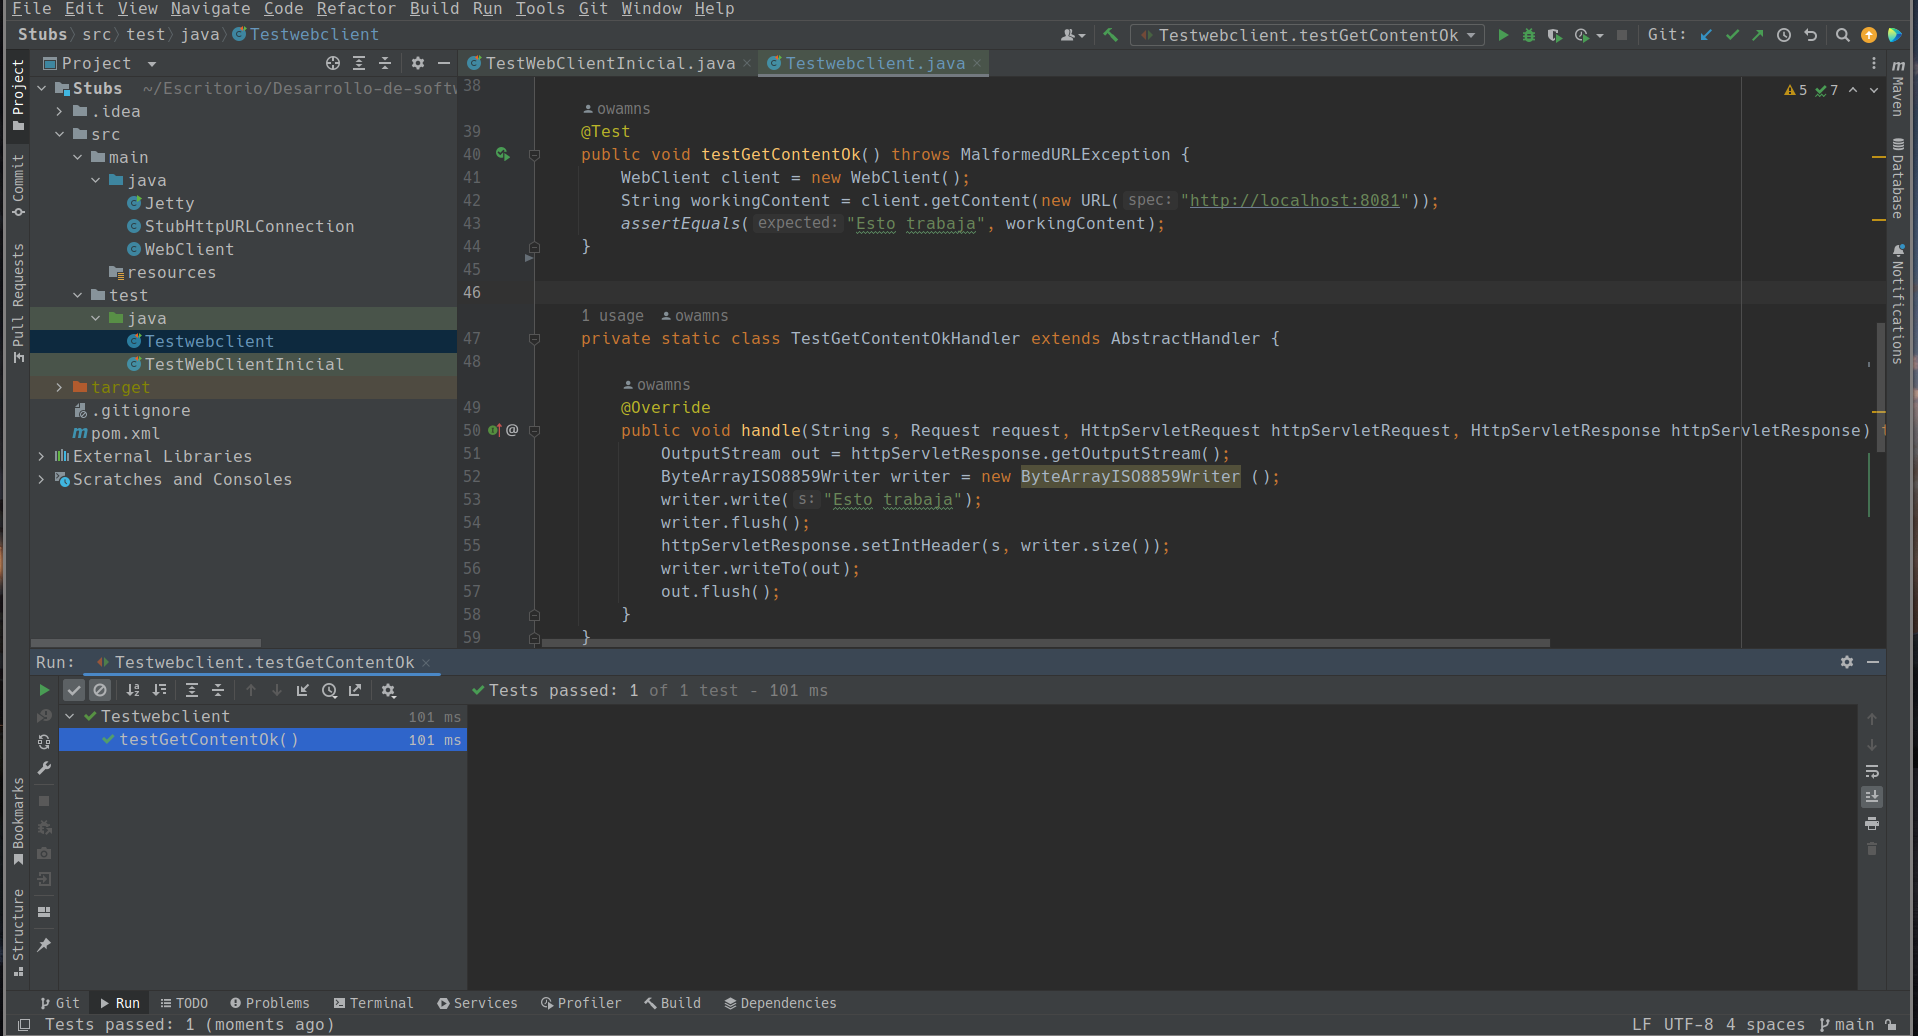 File Edit View Navigate Code Refactor Build Run Tools Git Window Help
Stubs src test java Testwebclient
Testwebclient.testGetContentOk
Git:
Project
Stubs ~/Escritorio/Desarrollo-de-softw
.idea
src
main
java
Jetty
StubHttpURLConnection
WebClient
resources
test
java
Testwebclient
TestWebClientInicial
target
.gitignore
pom.xml
External Libraries
Scratches and Consoles
TestWebClientInicial.java Testwebclient.java
5 7
38
owamns
39 @Test
40 public void testGetContentOk() throws MalformedURLException {
41 WebClient client = new WebClient();
42 String workingContent = client.getContent(new URL( spec: "http://localhost:8081"));
43 assertEquals( expected: "Esto trabaja", workingContent);
44 }
45
46
1 usage owamns
47 private static class TestGetContentOkHandler extends AbstractHandler {
48
owamns
49 @Override
50 @ public void handle(String s, Request request, HttpServletRequest httpServletRequest, HttpServletResponse httpServletResponse) t
51 OutputStream out = httpServletResponse.getOutputStream();
52 ByteArrayISO8859Writer writer = new ByteArrayISO8859Writer ();
53 writer.write( s: "Esto trabaja");
54 writer.flush();
55 httpServletResponse.setIntHeader(s, writer.size());
56 writer.writeTo(out);
57 out.flush();
58 }
59 }
Project
Commit
Pull Requests
Bookmarks
Structure
m Maven
Database
Notifications
Run: Testwebclient.testGetContentOk
Tests passed: 1 of 1 test - 101 ms
Testwebclient 101 ms
testGetContentOk() 101 ms
Git Run TODO Problems Terminal Services Profiler Build Dependencies
Tests passed: 1 (moments ago)
LF UTF-8 4 spaces main